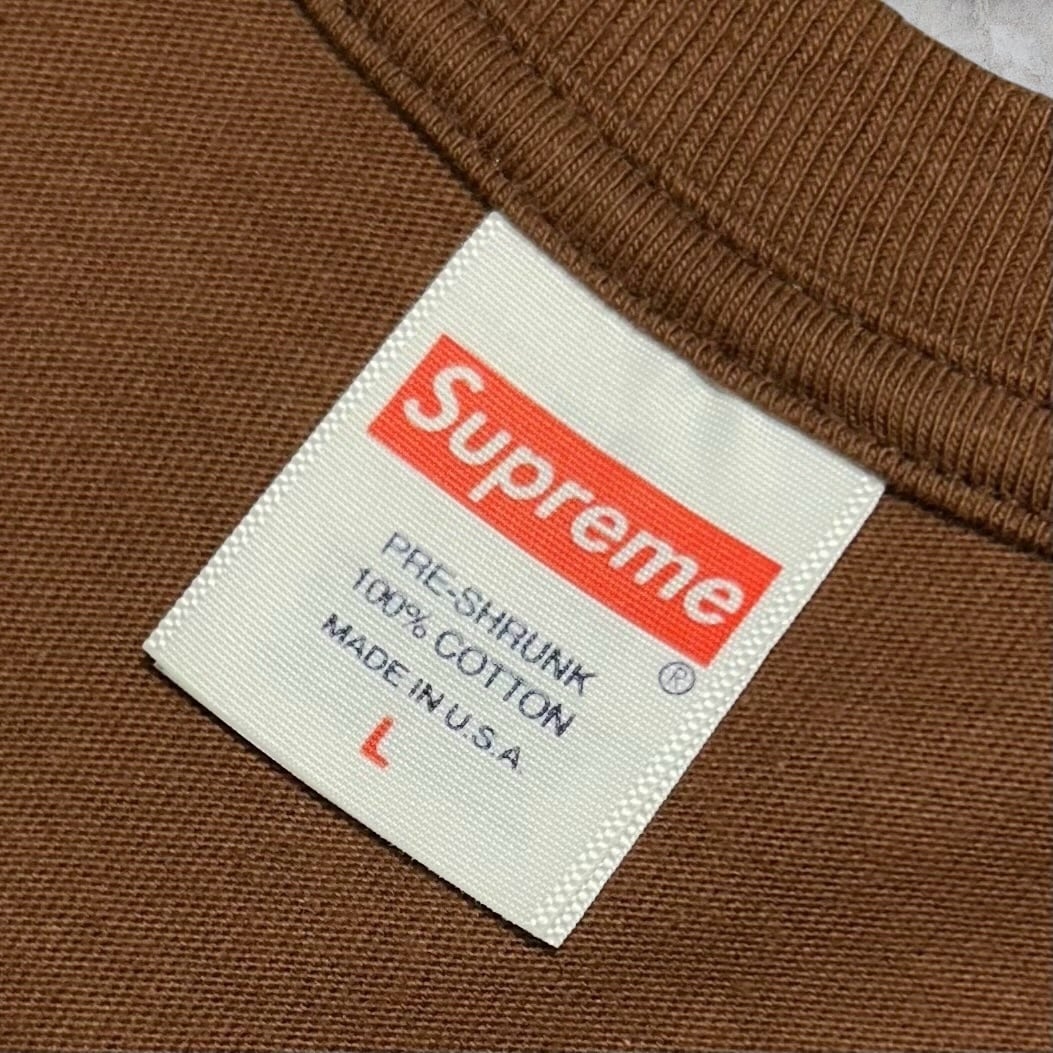 Supreme
®
PRE-SHRUNK
100% COTTON
MADE IN U.S.A.
L